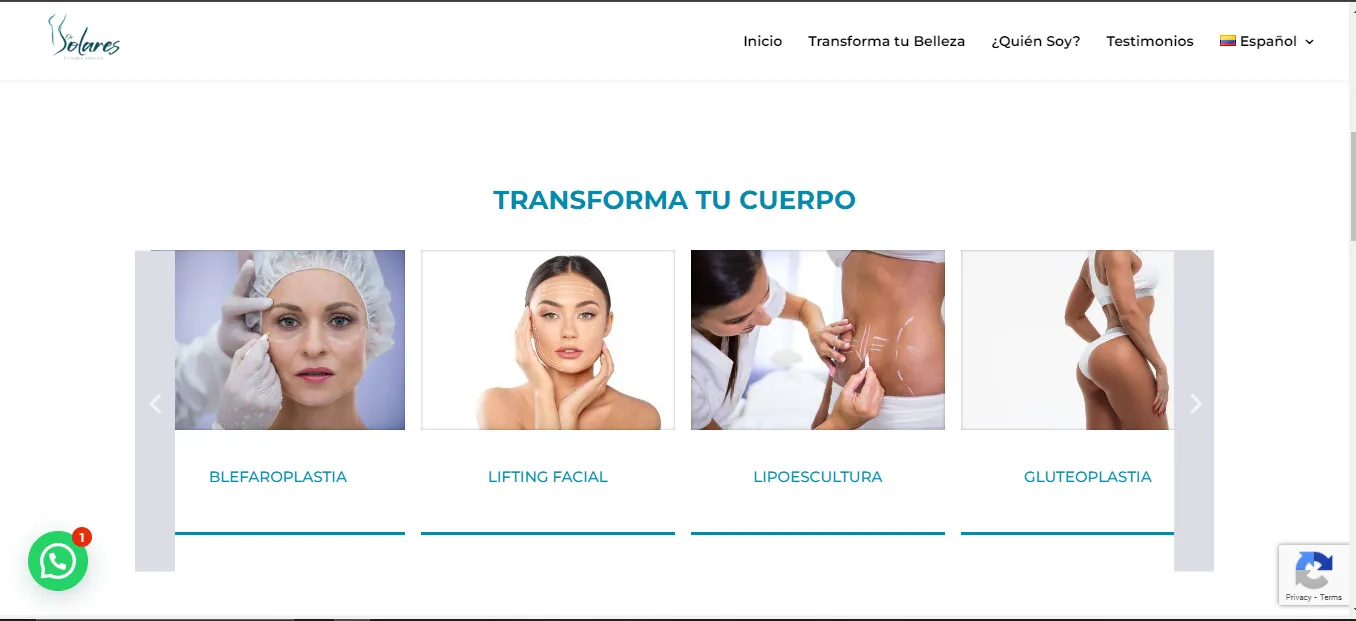 Solares
Inicio
Transforma tu Belleza
¿Quién Soy?
Testimonios
Español
TRANSFORMA TU CUERPO
BLEFAROPLASTIA
LIFTING FACIAL
LIPOESCULTURA
GLUTEOPLASTIA
1
Privacy - Terms